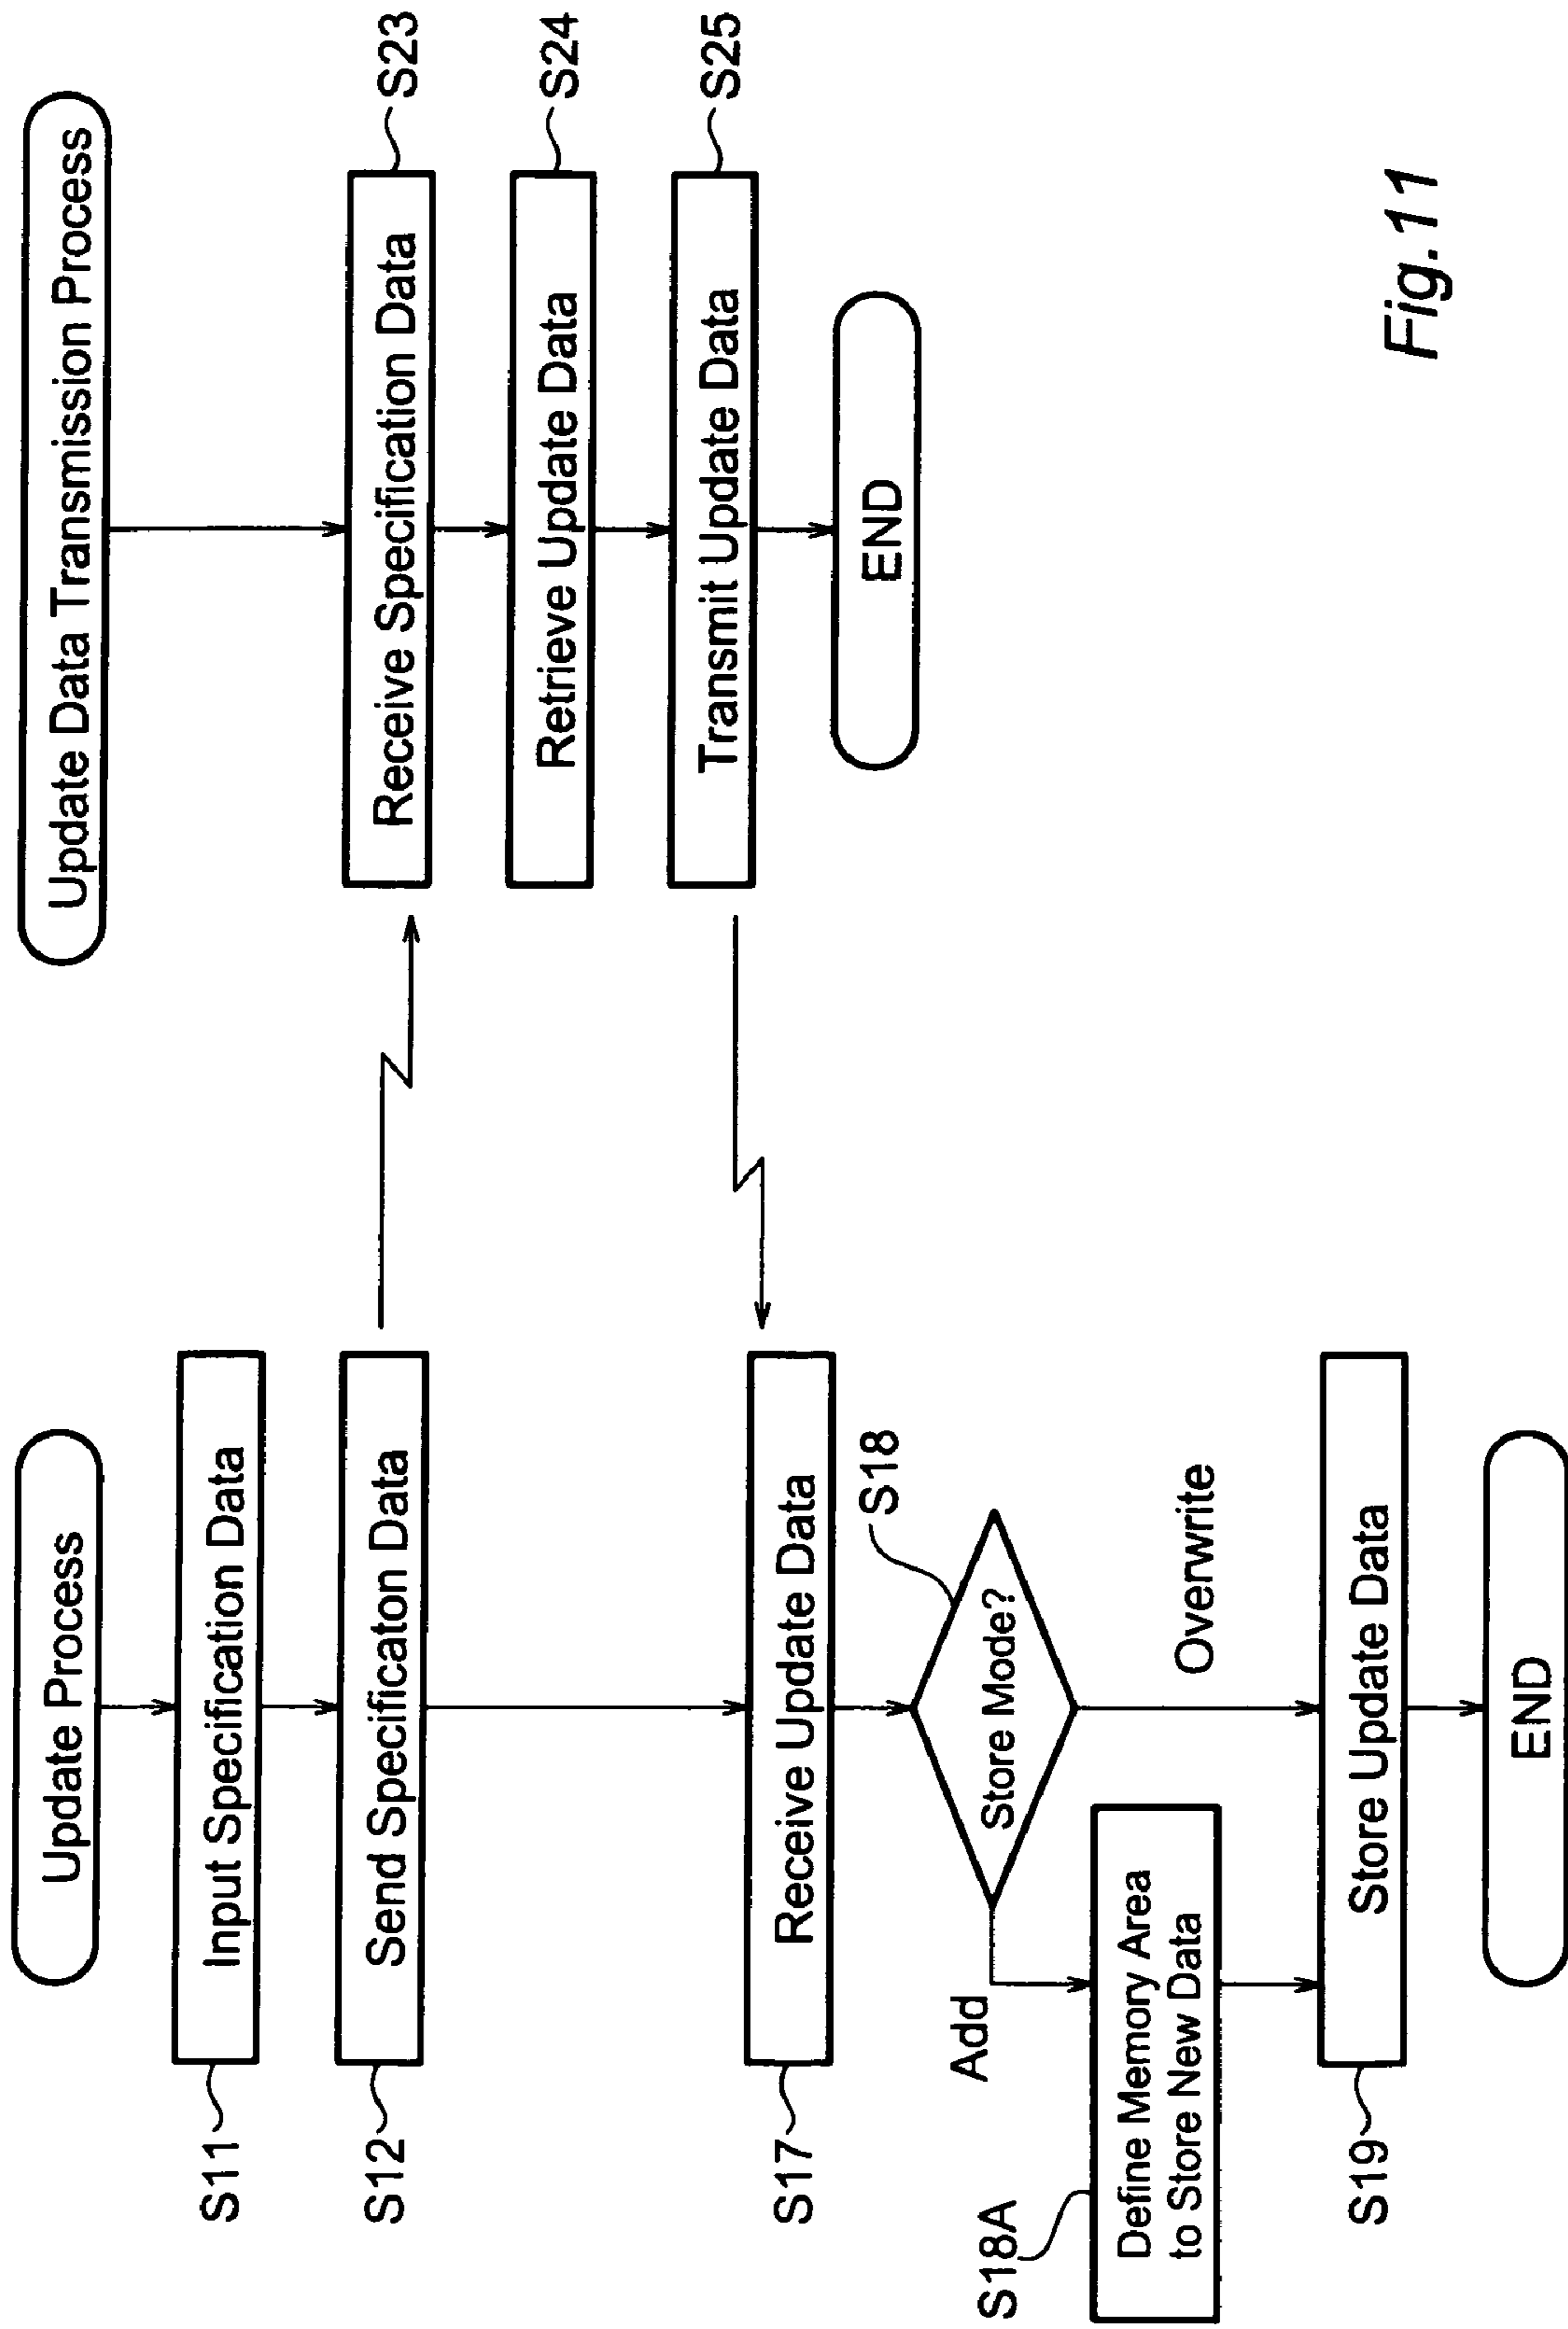 Update Process
S11
Input Specification Data
S12
Send Specificaton Data
S17
Receive Update Data
S18
Store Mode?
Add
Overwrite
S18A
Define Memory Area
to Store New Data
S19
Store Update Data
END
Update Data Transmission Process
Receive Specification Data
S23
Retrieve Update Data
S24
Transmit Update Data
S25
END
Fig.11